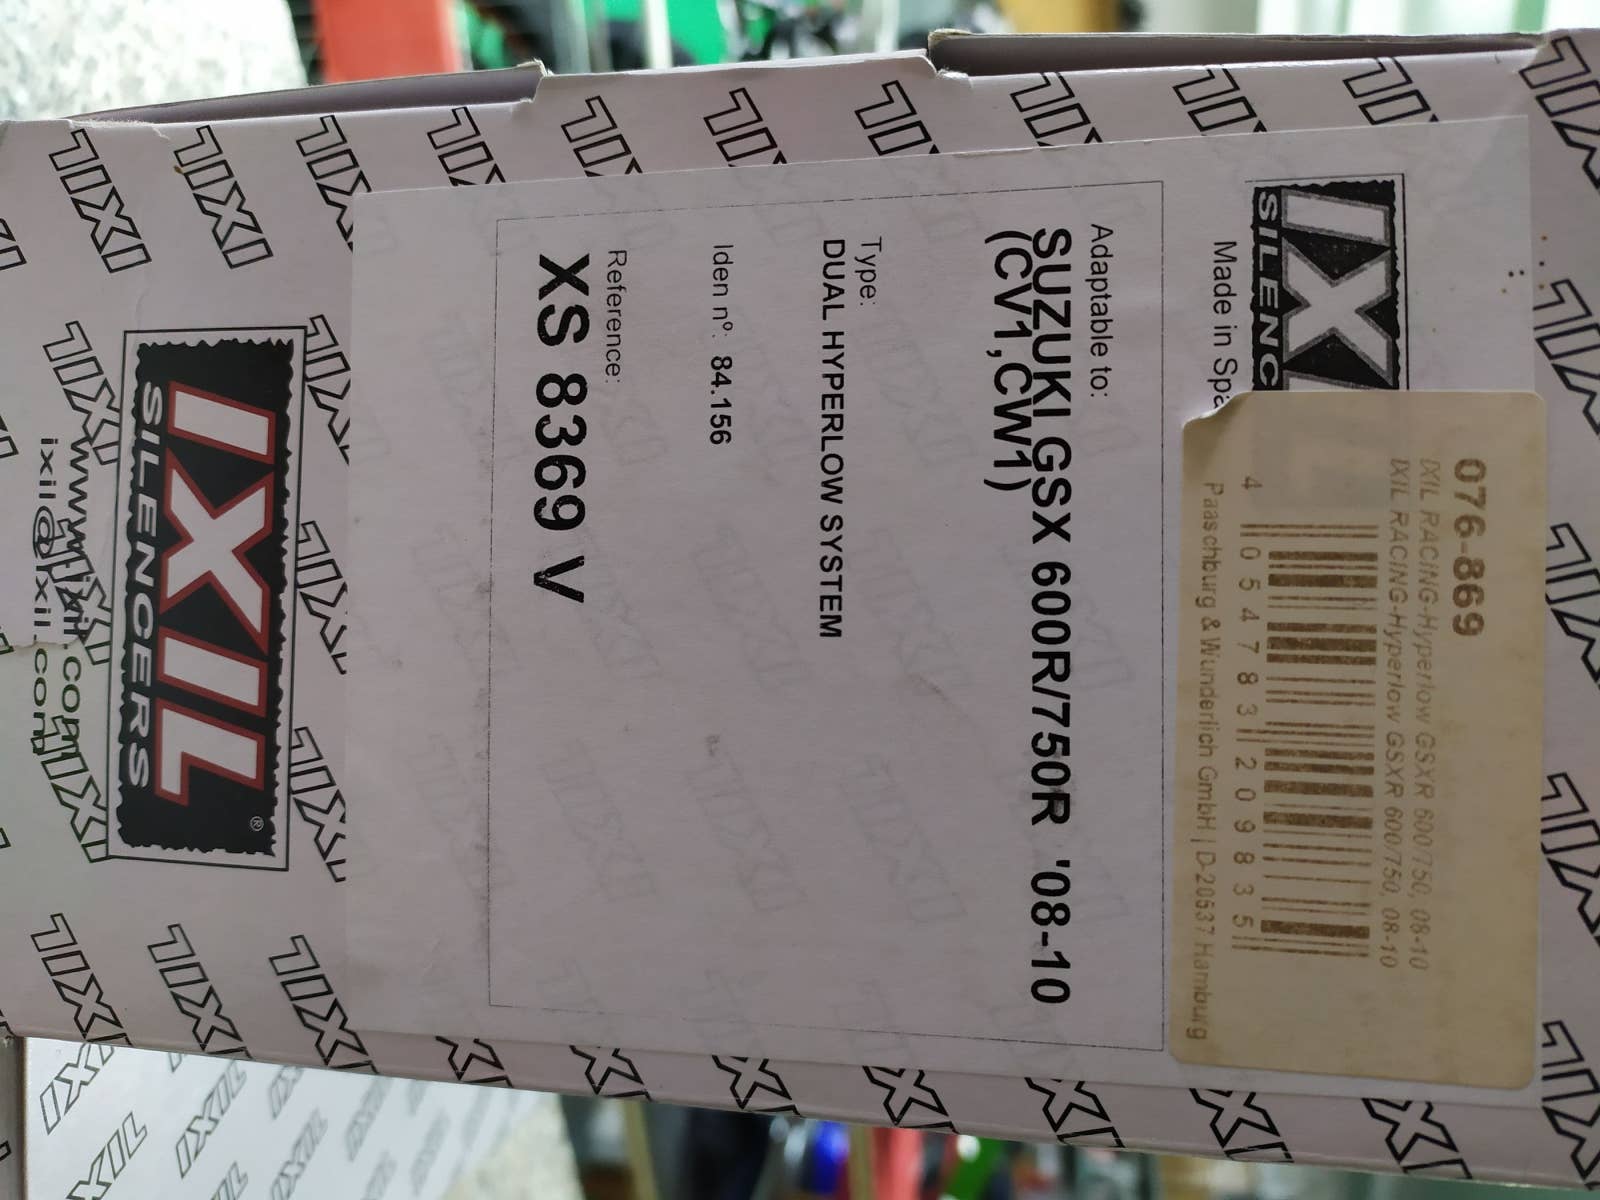 IXIL
SILENC
Made in Spa
076-869
IXIL RACING-Hyperlow GSXR 600/750, 08-10
IXIL RACING-Hyperlow GSXR 600/750, 08-10
4 054783 209835
Paaschburg & Wunderlich GmbH | D-20537 Hamburg
Adaptable to:
SUZUKI GSX 600R/750R '08-10
(CV1,CW1)
Type:
DUAL HYPERLOW SYSTEM
Iden nº: 84.156
Reference:
XS 8369 V
IXIL
SILENCERS
®
www.ixil.com
ixil@ixil.com